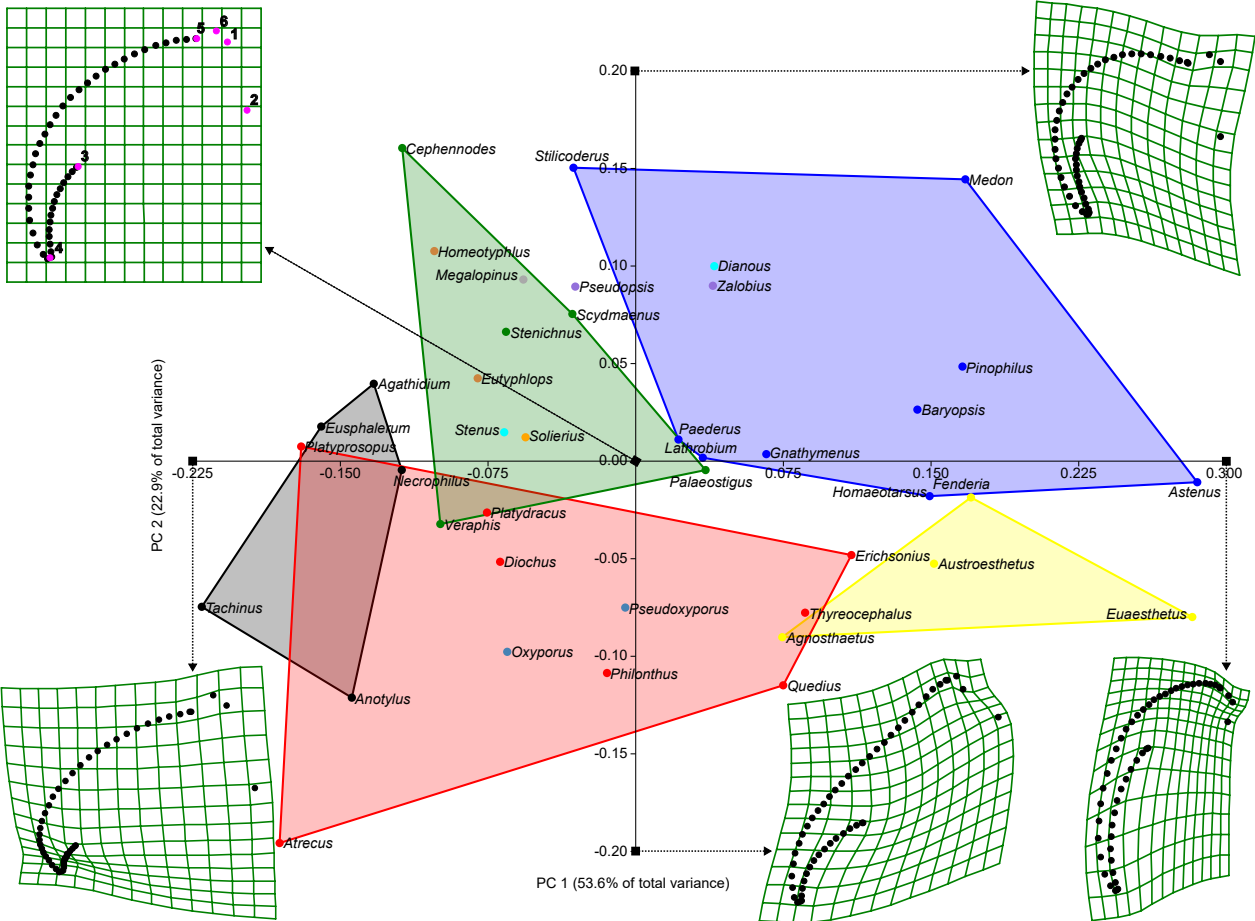 6
5
1
2
3
4
0.20
Cephennodes
Stilicoderus
0.15
Medon
Homeotyphlus
Megalopinus
0.10
Dianous
Pseudopsis
Zalobius
Scydmaenus
Stenichnus
0.05
Pinophilus
Agathidium
Eutyphlops
Baryopsis
Eusphalerum
Stenus
Solierius
Paederus
Platyprosopus
Lathrobium
Gnathymenus
0.00
-0.225
-0.150
-0.075
0.075
0.150
0.225
0.300
Necrophilus
Palaeostigus
Homaeotarsus
Fenderia
Astenus
Veraphis
Platydracus
-0.05
Erichsonius
Diochus
Austroesthetus
Tachinus
Pseudoxyporus
Thyreocephalus
Euaesthetus
Agnosthaetus
Oxyporus
-0.10
Philonthus
Quedius
Anotylus
-0.15
Atrecus
-0.20
PC 2 (22.9% of total variance)
PC 1 (53.6% of total variance)